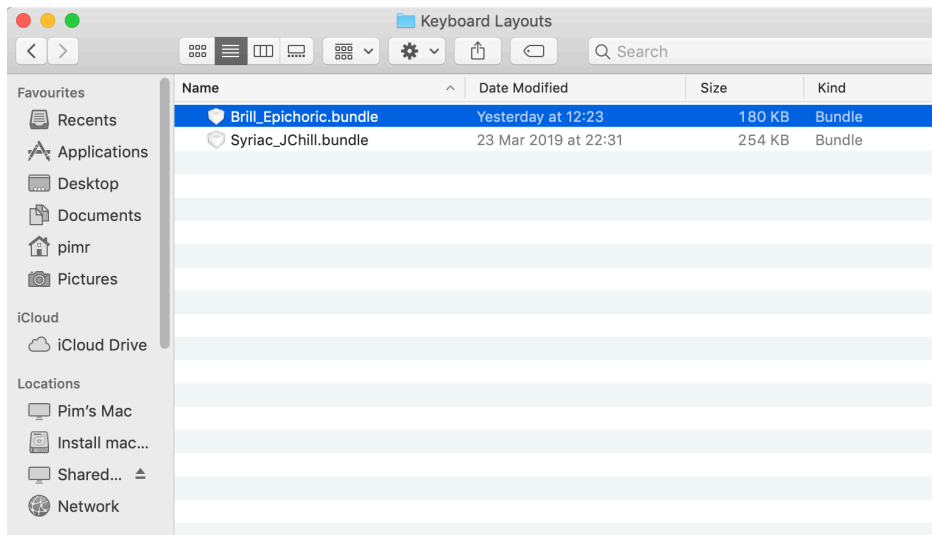 Keyboard Layouts
Search
Favourites
Recents
Applications
Desktop
Documents
pimr
Pictures
iCloud
iCloud Drive
Locations
Pim's Mac
Install mac...
Shared...
Network
Name Date Modified Size Kind
Brill_Epichoric.bundle Yesterday at 12:23 180 KB Bundle
Syriac_JChill.bundle 23 Mar 2019 at 22:31 254 KB Bundle